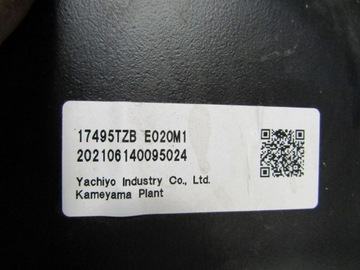 17495TZB E020M1
202106140095024
Yachiyo Industry Co., Ltd.
Kameyama Plant